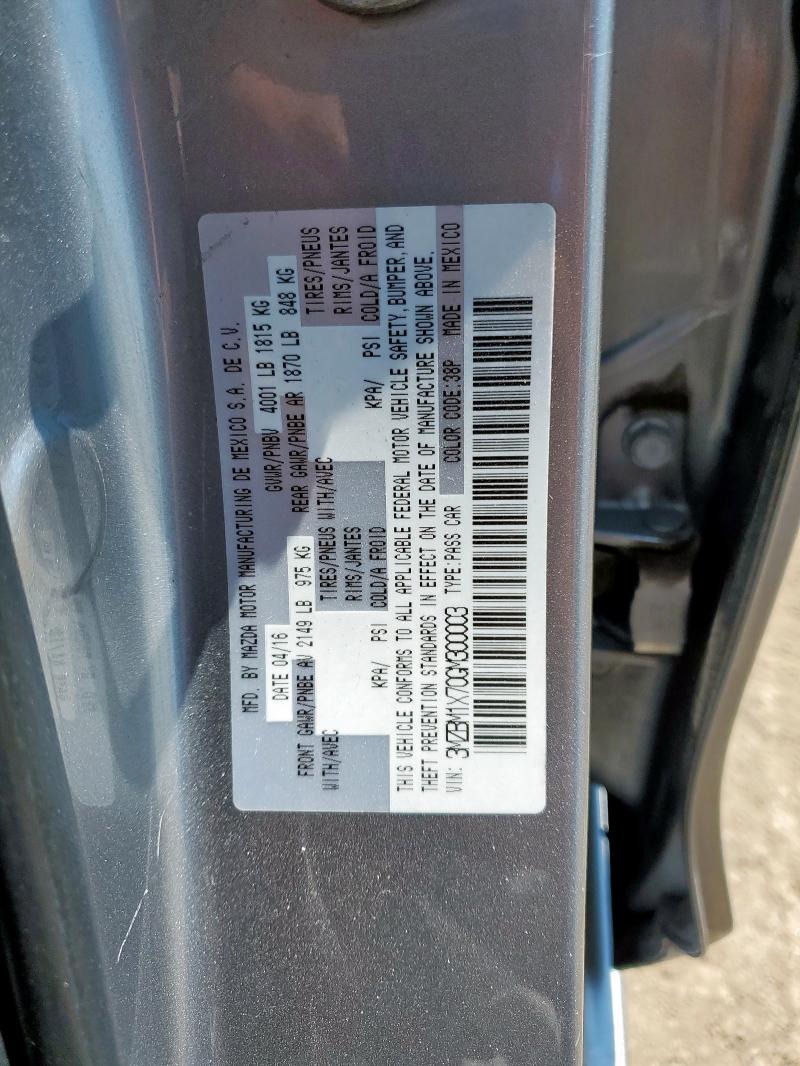 MFD. BY MAZDA MOTOR MANUFACTURING DE MEXICO S.A. DE C.V.
DATE 04/16 GVWR/PNBV 4001 LB 1815 KG
FRONT GAWR/PNBE AV 2149 LB 975 KG REAR GAWR/PNBE AR 1870 LB 848 KG
WITH/AVEC TIRES/PNEUS WITH/AVEC TIRES/PNEUS
RIMS/JANTES RIMS/JANTES
KPA/ PSI COLD/A FROID KPA/ PSI COLD/A FROID
THIS VEHICLE CONFORMS TO ALL APPLICABLE FEDERAL MOTOR VEHICLE SAFETY, BUMPER, AND
THEFT PREVENTION STANDARDS IN EFFECT ON THE DATE OF MANUFACTURE SHOWN ABOVE.
VIN: 3MZBM1X70GM300003 TYPE:PASS CAR COLOR CODE:38P MADE IN MEXICO